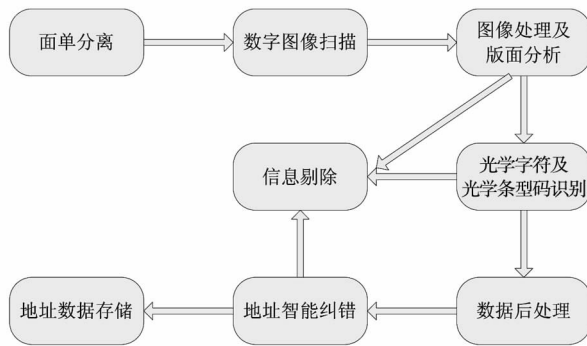 面单分离
数字图像扫描
图像处理及
版面分析
信息剔除
光学字符及
光学条型码识别
地址数据存储
地址智能纠错
数据后处理